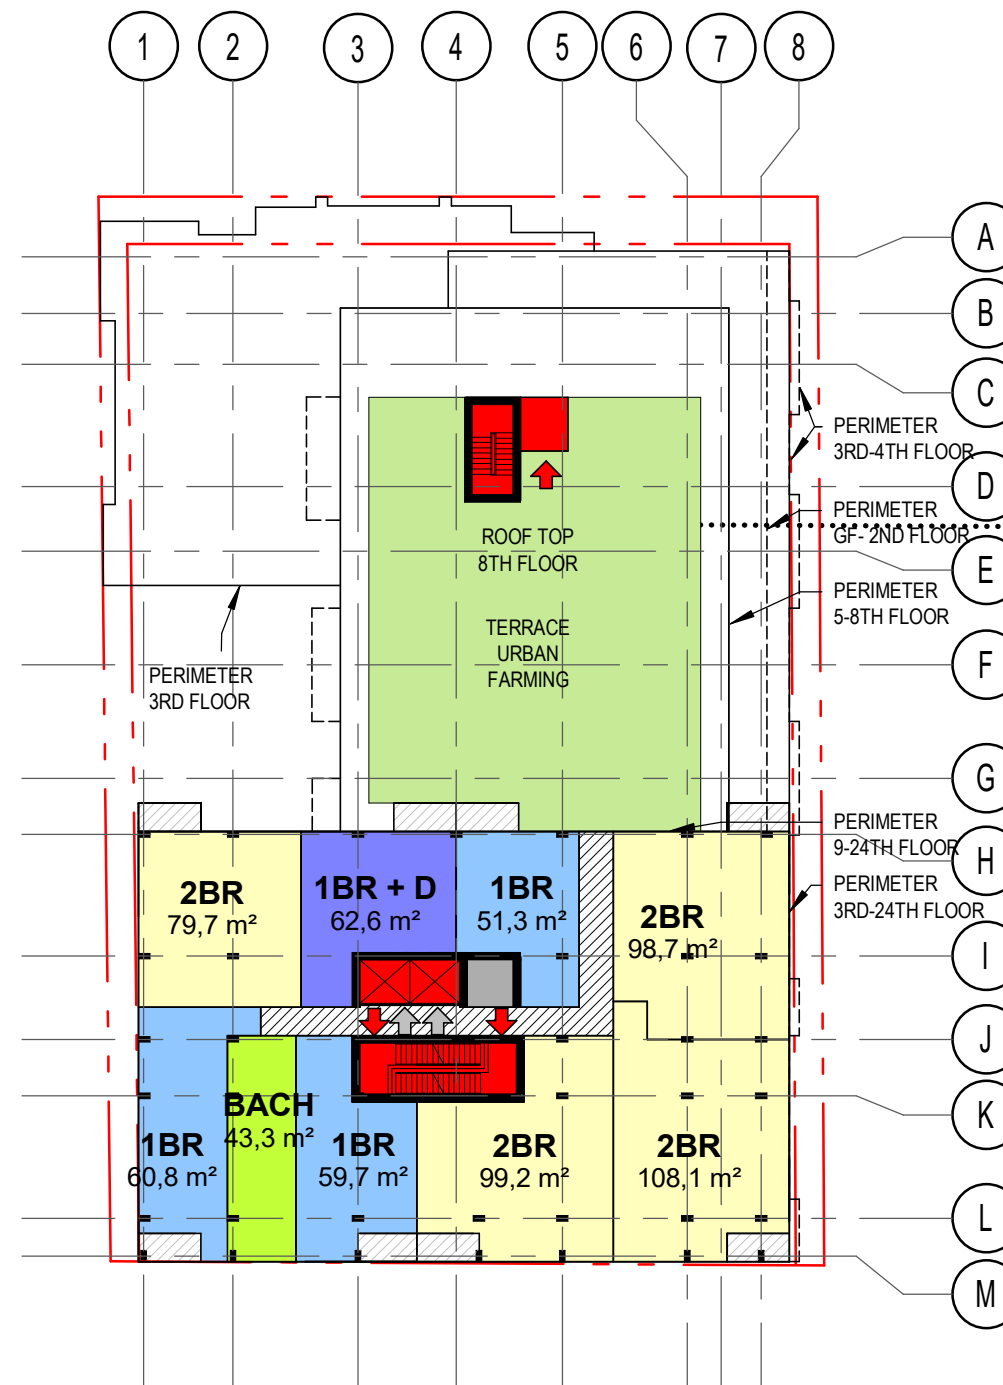 1
2
3
4
5
6
7
8
A
B
C
PERIMETER
3RD-4TH FLOOR
D
PERIMETER
GF- 2ND FLOOR
ROOF TOP
8TH FLOOR
E
PERIMETER
5-8TH FLOOR
TERRACE
URBAN
FARMING
F
PERIMETER
3RD FLOOR
G
PERIMETER
9-24TH FLOOR
H
PERIMETER
3RD-24TH FLOOR
2BR
79,7 m²
1BR + D
62,6 m²
1BR
51,3 m²
2BR
98,7 m²
I
J
K
BACH
43,3 m²
1BR
60,8 m²
1BR
59,7 m²
2BR
99,2 m²
2BR
108,1 m²
L
M